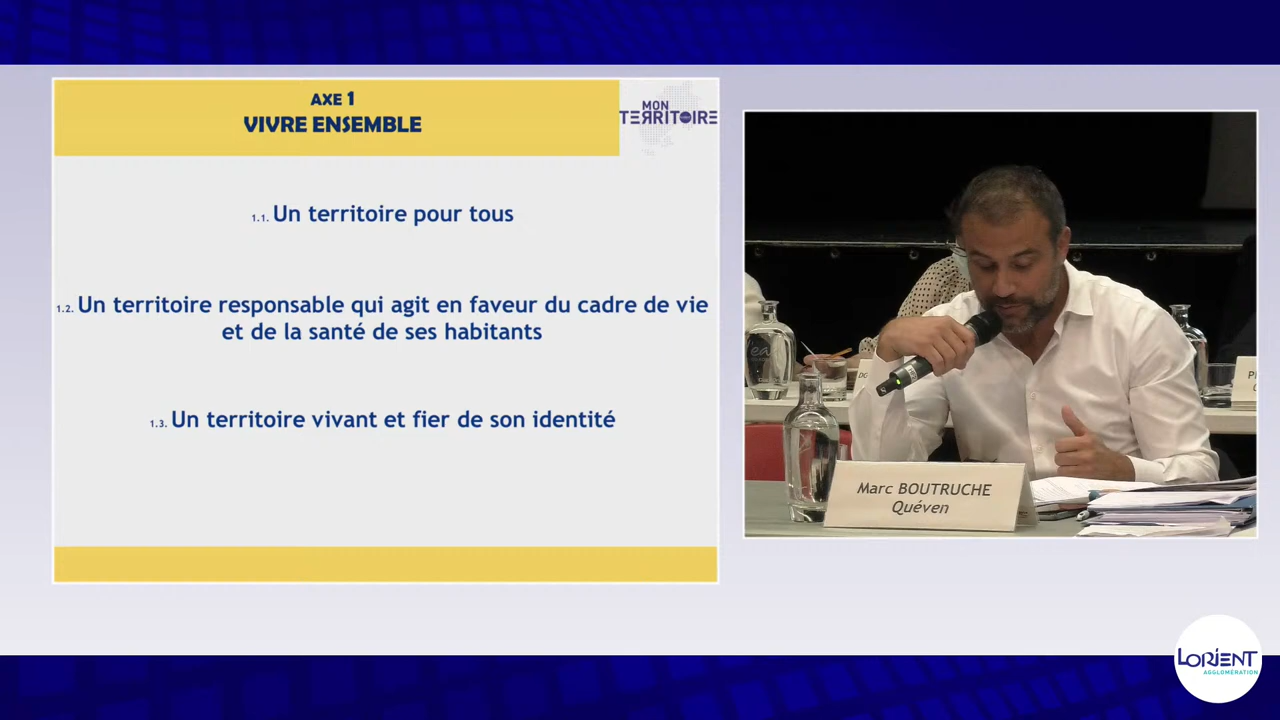 AXE 1
VIVRE ENSEMBLE
MON
TERRITOIRE
1.1. Un territoire pour tous
1.2. Un territoire responsable qui agit en faveur du cadre de vie
et de la santé de ses habitants
1.3. Un territoire vivant et fier de son identité
Marc BOUTRUCHE
Quéven
LORIENT
AGGLOMÉRATION